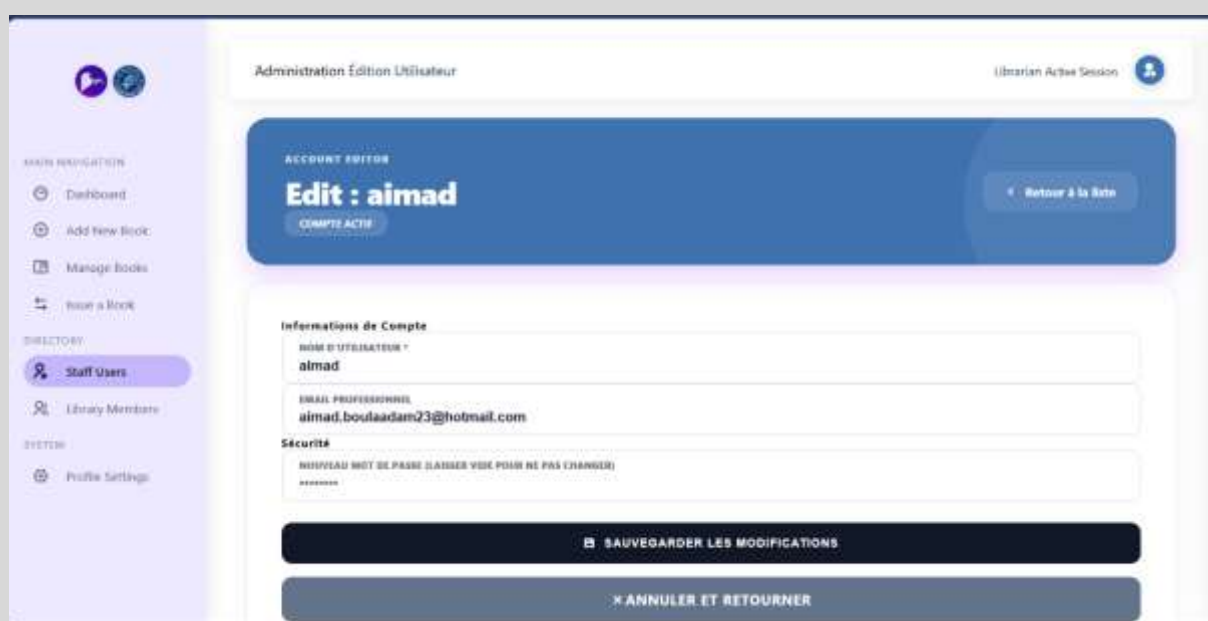 Administration Édition Utilisateur
Librarian Active Session
MAIN NAVIGATION
Dashboard
Add New Book
Manage Books
Issue a Book
DIRECTORY
Staff Users
Library Members
SYSTEM
Profile Settings
ACCOUNT EDITOR
Edit : aimad
COMPTE ACTIF
Retour à la liste
Informations de Compte
NOM D'UTILISATEUR *
aimad
EMAIL PROFESSIONNEL
aimad.boulaadam23@hotmail.com
Sécurité
NOUVEAU MOT DE PASSE (LAISSER VIDE POUR NE PAS CHANGER)
••••••••
SAUVEGARDER LES MODIFICATIONS
× ANNULER ET RETOURNER